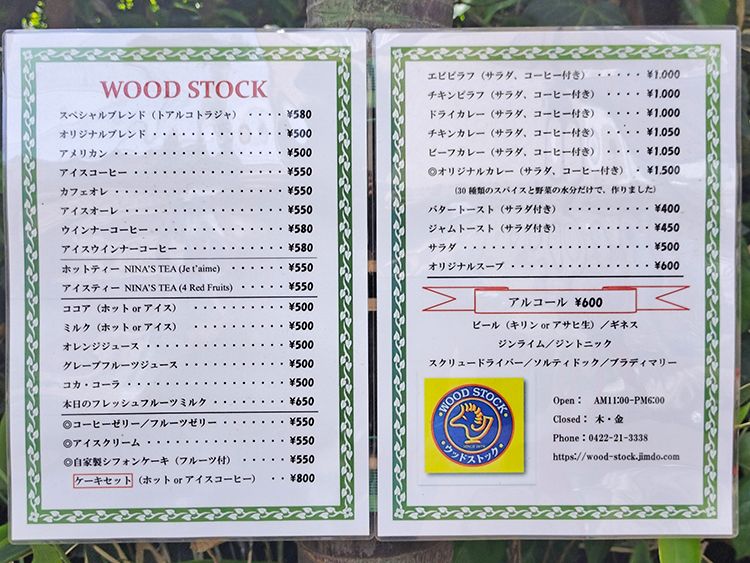 WOOD STOCK
スペシャルブレンド（トアルコトラジャ） ・・・・ ¥580
オリジナルブレンド ・・・・・・・・・・・・・ ¥500
アメリカン ・・・・・・・・・・・・・・・・・ ¥500
アイスコーヒー ・・・・・・・・・・・・・・・ ¥550
カフェオレ ・・・・・・・・・・・・・・・・・ ¥550
アイスオーレ ・・・・・・・・・・・・・・・・ ¥550
ウインナーコーヒー ・・・・・・・・・・・・・ ¥580
アイスウインナーコーヒー ・・・・・・・・・・ ¥580
ホットティー NINA'S TEA (Je t'aime) ・・・・・ ¥550
アイスティー NINA'S TEA (4 Red Fruits) ・・・・ ¥550
ココア（ホット or アイス） ・・・・・・・・・ ¥500
ミルク（ホット or アイス） ・・・・・・・・・ ¥500
オレンジジュース ・・・・・・・・・・・・・・ ¥500
グレープフルーツジュース ・・・・・・・・・・ ¥500
コカ・コーラ ・・・・・・・・・・・・・・・・ ¥500
本日のフレッシュフルーツミルク ・・・・・・・ ¥650
◎コーヒーゼリー／フルーツゼリー ・・・・・・ ¥550
◎アイスクリーム ・・・・・・・・・・・・・・ ¥550
◎自家製シフォンケーキ（フルーツ付） ・・・・ ¥550
ケーキセット（ホット or アイスコーヒー） ・・ ¥800
エビピラフ（サラダ、コーヒー付き） ・・・・・ ¥1,000
チキンピラフ（サラダ、コーヒー付き） ・・・・ ¥1,000
ドライカレー（サラダ、コーヒー付き） ・・・・ ¥1,000
チキンカレー（サラダ、コーヒー付き） ・・・・ ¥1,050
ビーフカレー（サラダ、コーヒー付き） ・・・・ ¥1,050
◎オリジナルカレー（サラダ、コーヒー付き） ・ ¥1,500
（30 種類のスパイスと野菜の水分だけで、作りました）
バタートースト（サラダ付き） ・・・・・・・・ ¥400
ジャムトースト（サラダ付き） ・・・・・・・・ ¥450
サラダ ・・・・・・・・・・・・・・・・・・・ ¥500
オリジナルスープ ・・・・・・・・・・・・・・ ¥600
アルコール ¥600
ビール（キリン or アサヒ生）／ギネス
ジンライム／ジントニック
スクリュードライバー／ソルティドック／ブラディマリー
WOOD STOCK
SINCE 1974
ウッドストック
Open： AM11:00-PM6:00
Closed： 木・金
Phone：0422-21-3338
https://wood-stock.jimdo.com